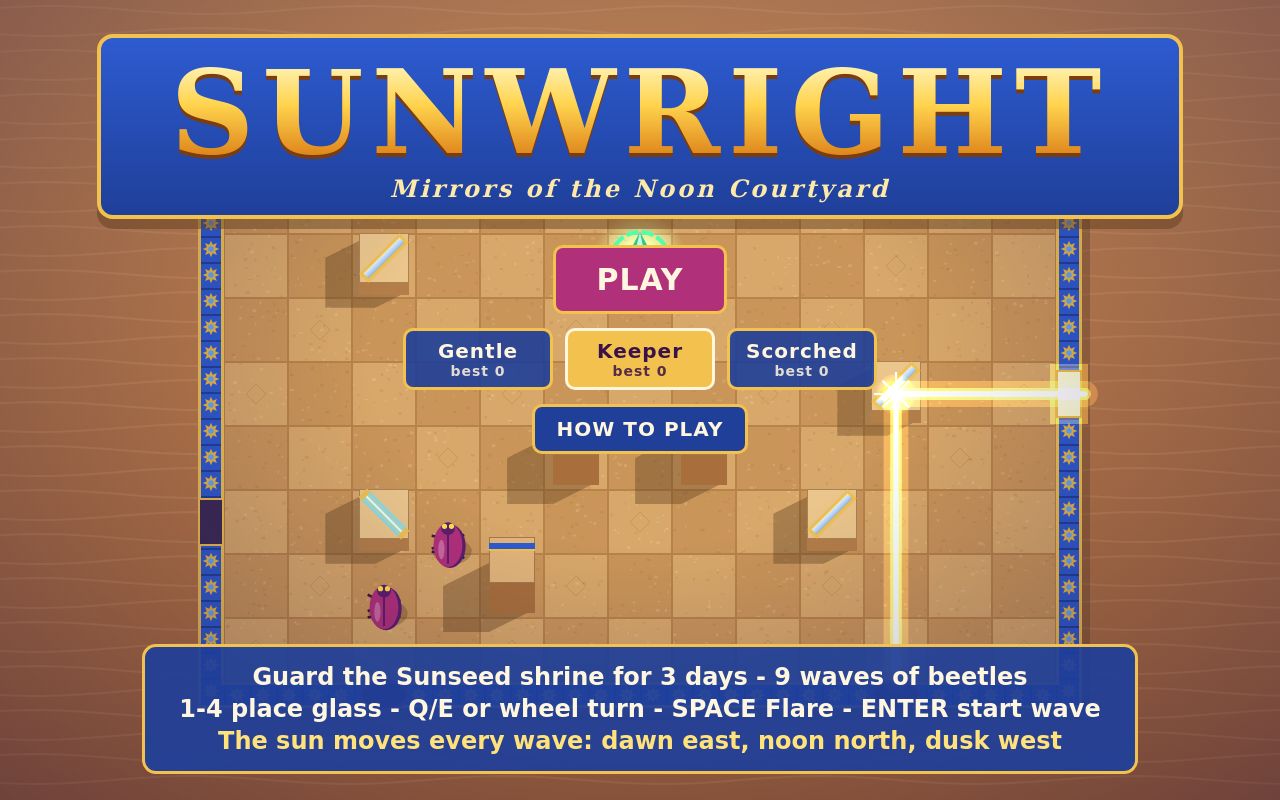 SUNWRIGHT
Mirrors of the Noon Courtyard
PLAY
Gentle
best 0
Keeper
best 0
Scorched
best 0
HOW TO PLAY
Guard the Sunseed shrine for 3 days - 9 waves of beetles
1-4 place glass - Q/E or wheel turn - SPACE Flare - ENTER start wave
The sun moves every wave: dawn east, noon north, dusk west